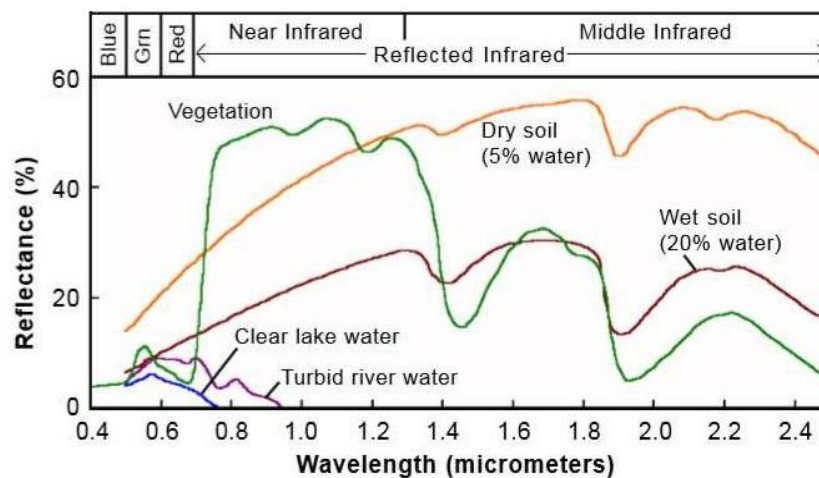 Blue
Grn
Red
Near Infrared
Middle Infrared
Reflected Infrared
60
Vegetation
Dry soil
(5% water)
40
Wet soil
(20% water)
20
Clear lake water
Turbid river water
0
Reflectance (%)
0.4 0.6 0.8 1.0 1.2 1.4 1.6 1.8 2.0 2.2 2.4
Wavelength (micrometers)